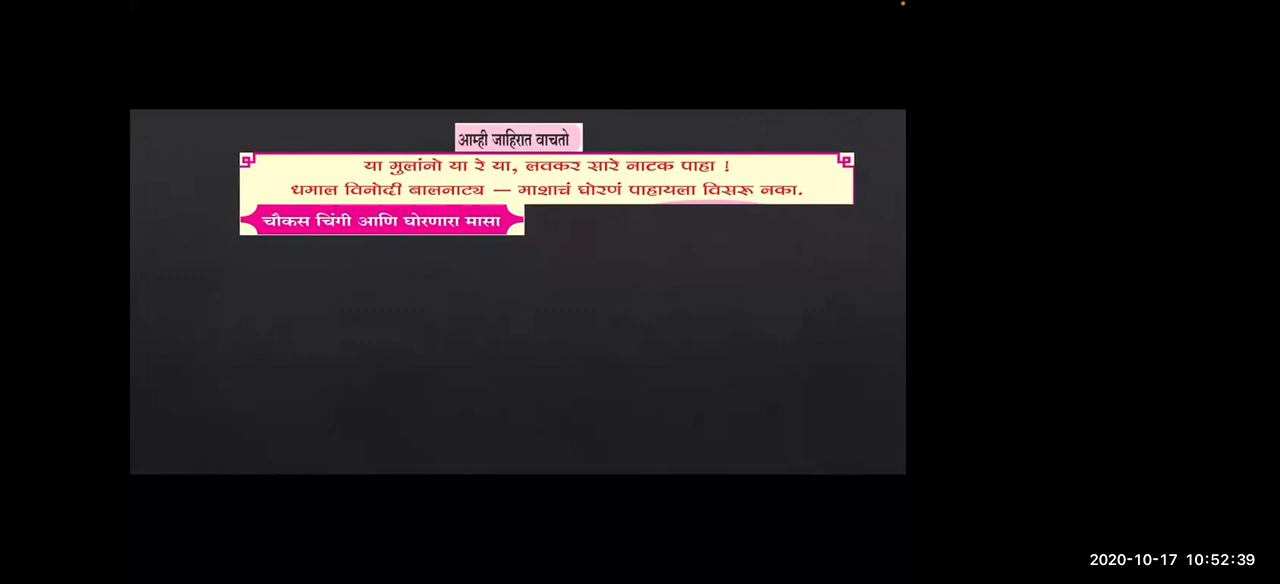 आम्ही जाहिरात वाचतो
या मुलांनो या रे या, लवकर सारे नाटक पाहा !
धमाल विनोदी बालनाट्य — माशाचं घोरणं पाहायला विसरू नका.
चौकस चिंगी आणि घोरणारा मासा
2020-10-17 10:52:39